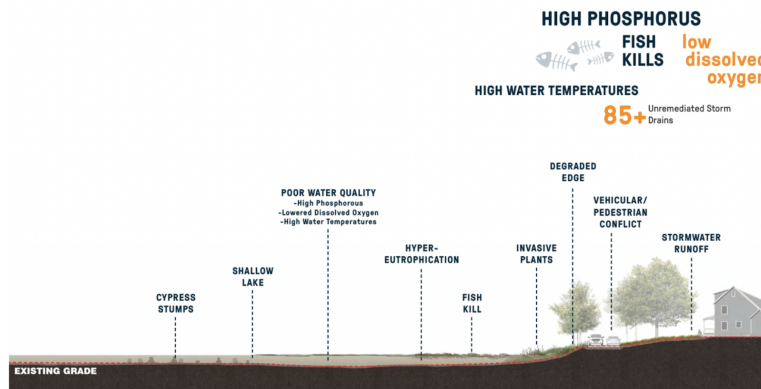 HIGH PHOSPHORUS
FISH
KILLS
low
dissolved
oxygen
HIGH WATER TEMPERATURES
85+
Unremediated Storm
Drains
DEGRADED
EDGE
POOR WATER QUALITY
-High Phosphorous
-Lowered Dissolved Oxygen
-High Water Temperatures
VEHICULAR/
PEDESTRIAN
CONFLICT
STORMWATER
RUNOFF
HYPER-
EUTROPHICATION
INVASIVE
PLANTS
SHALLOW
LAKE
CYPRESS
STUMPS
FISH
KILL
EXISTING GRADE